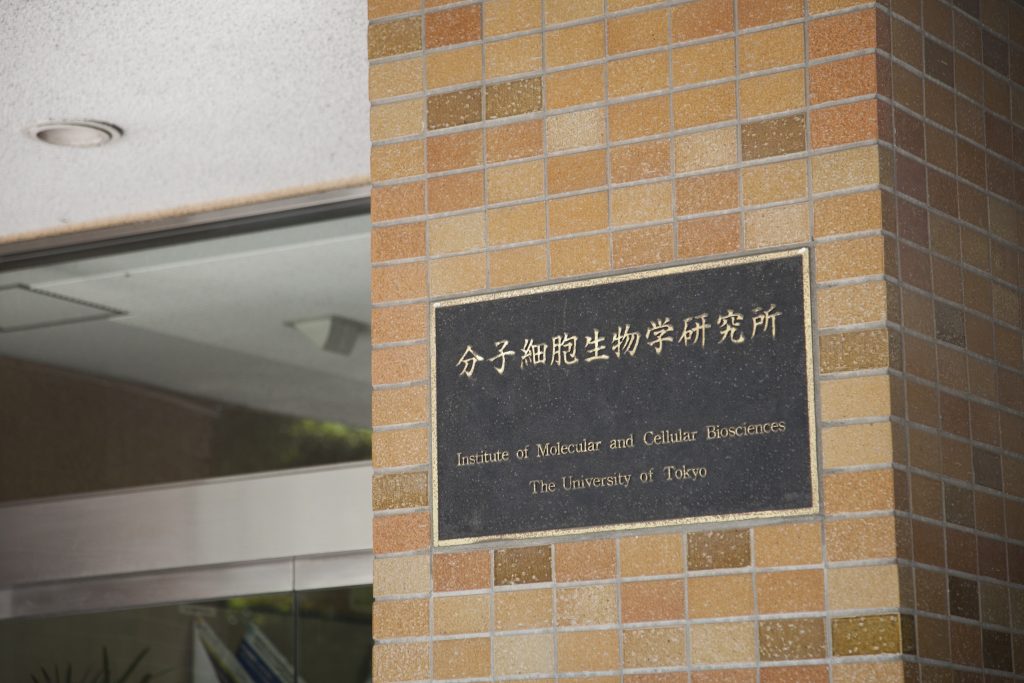 分子細胞生物学研究所
Institute of Molecular and Cellular Biosciences
The University of Tokyo